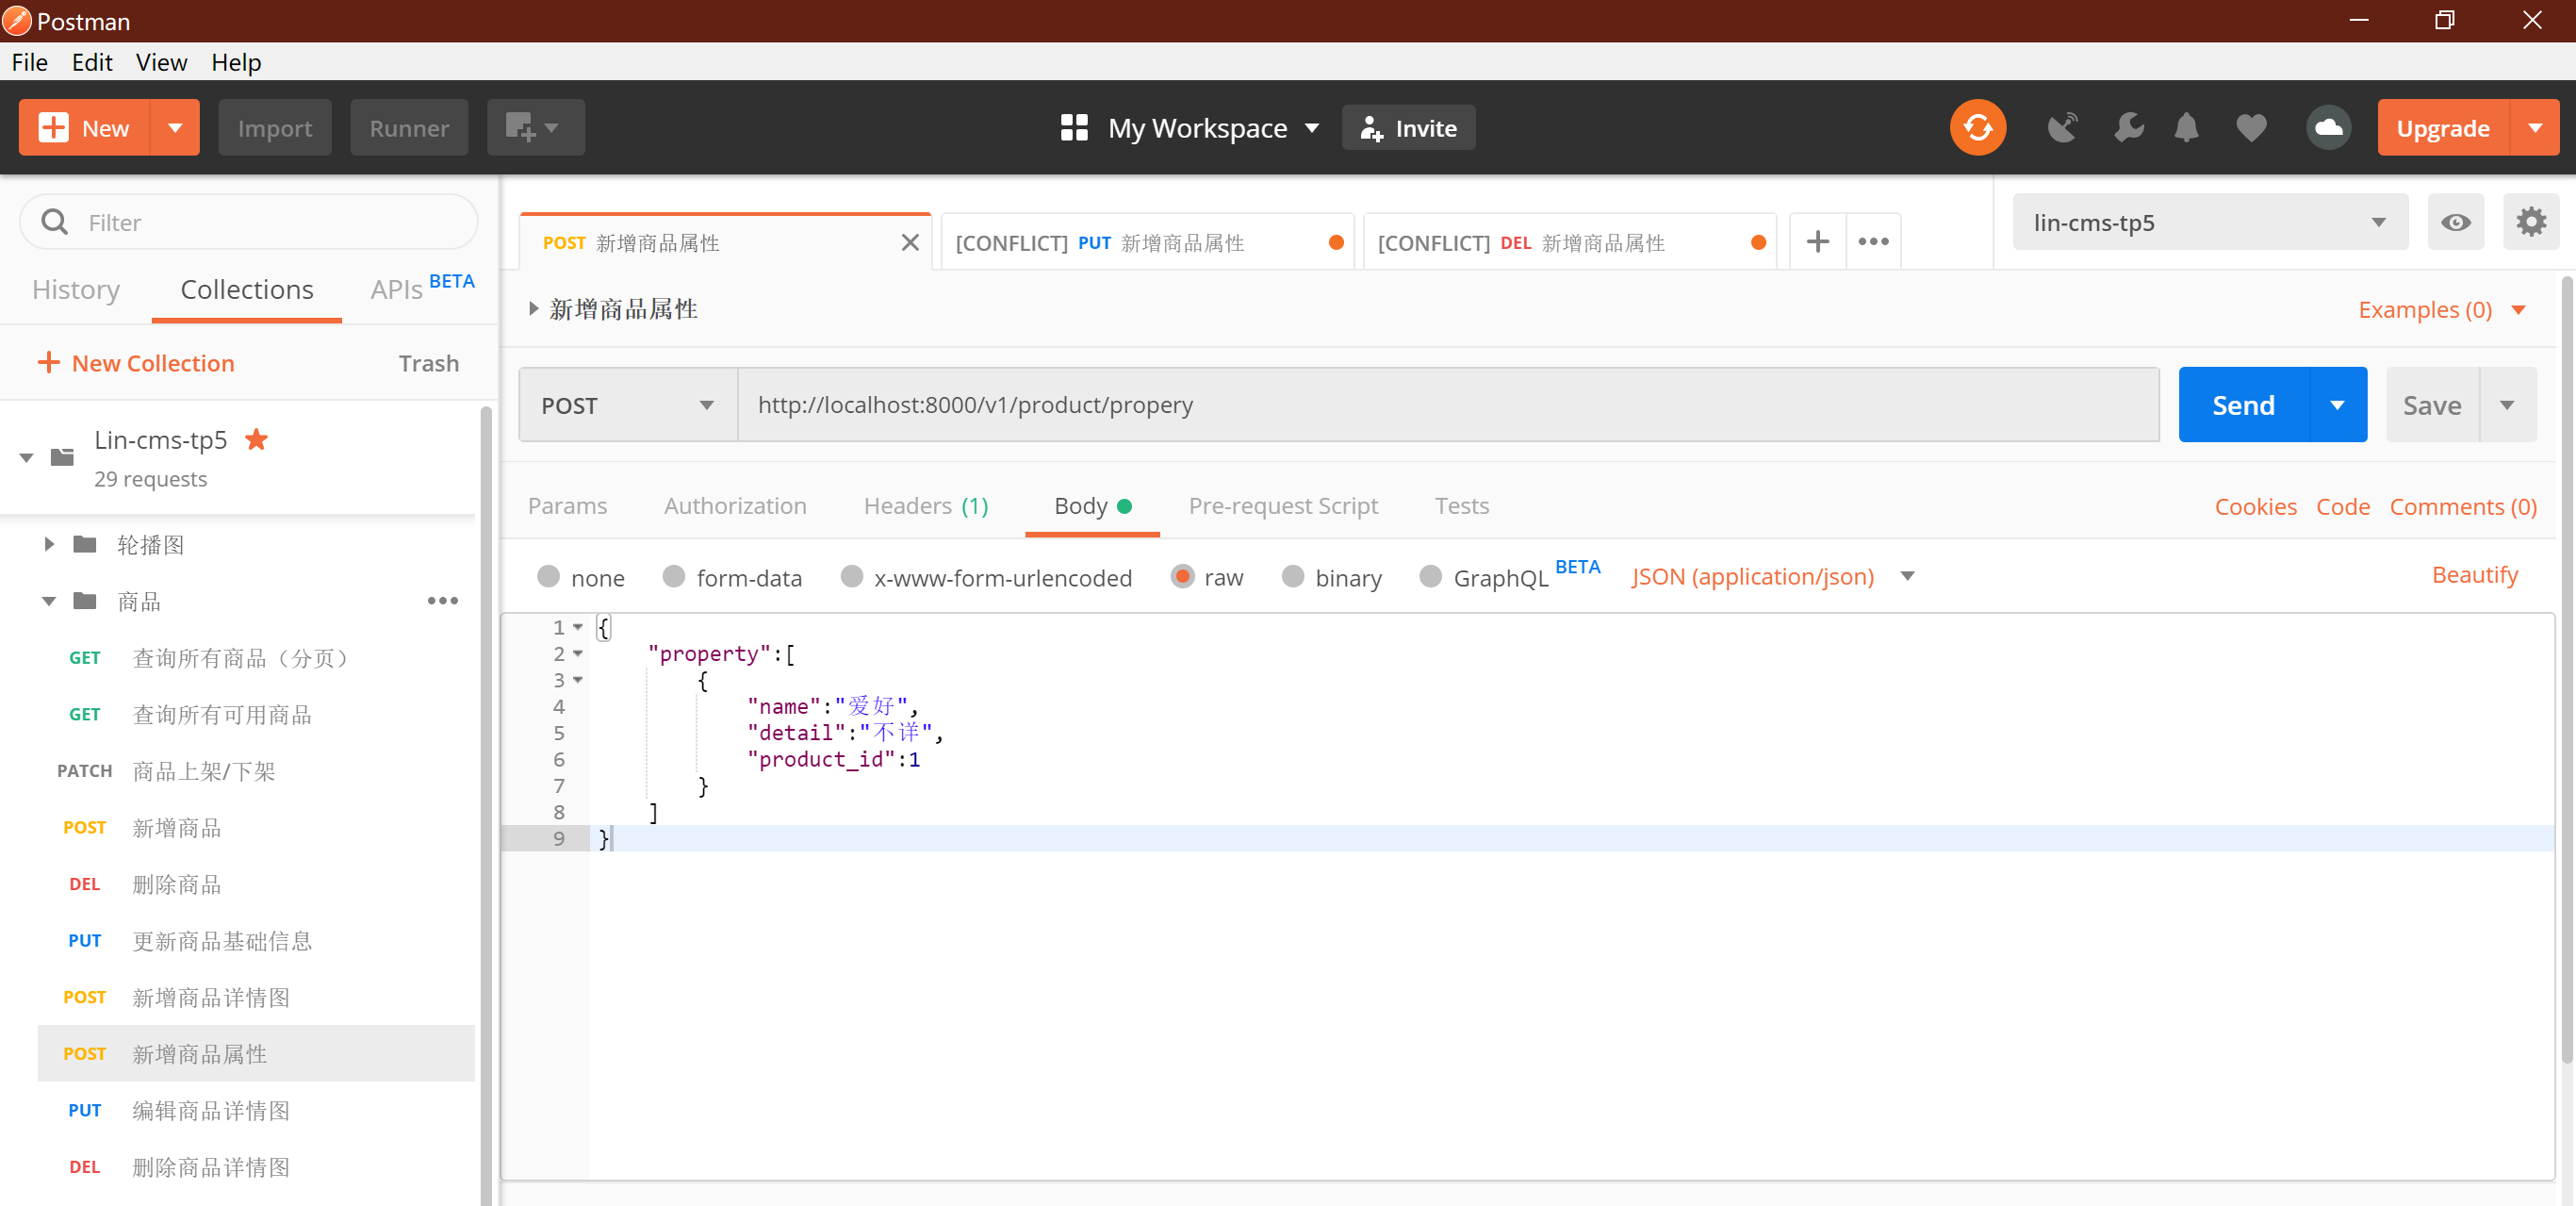 Postman
File Edit View Help
New Import Runner My Workspace Invite Upgrade
Filter
History Collections APIs BETA
New Collection Trash
Lin-cms-tp5
29 requests
轮播图
商品
GET 查询所有商品（分页）
GET 查询所有可用商品
PATCH 商品上架/下架
POST 新增商品
DEL 删除商品
PUT 更新商品基础信息
POST 新增商品详情图
POST 新增商品属性
PUT 编辑商品详情图
DEL 删除商品详情图
POST 新增商品属性 [CONFLICT] PUT 新增商品属性 [CONFLICT] DEL 新增商品属性
lin-cms-tp5
新增商品属性 Examples (0)
POST http://localhost:8000/v1/product/propery Send Save
Params Authorization Headers (1) Body Pre-request Script Tests Cookies Code Comments (0)
none form-data x-www-form-urlencoded raw binary GraphQL BETA JSON (application/json) Beautify
1 {
2 "property":[
3 {
4 "name":"爱好",
5 "detail":"不详",
6 "product_id":1
7 }
8 ]
9 }